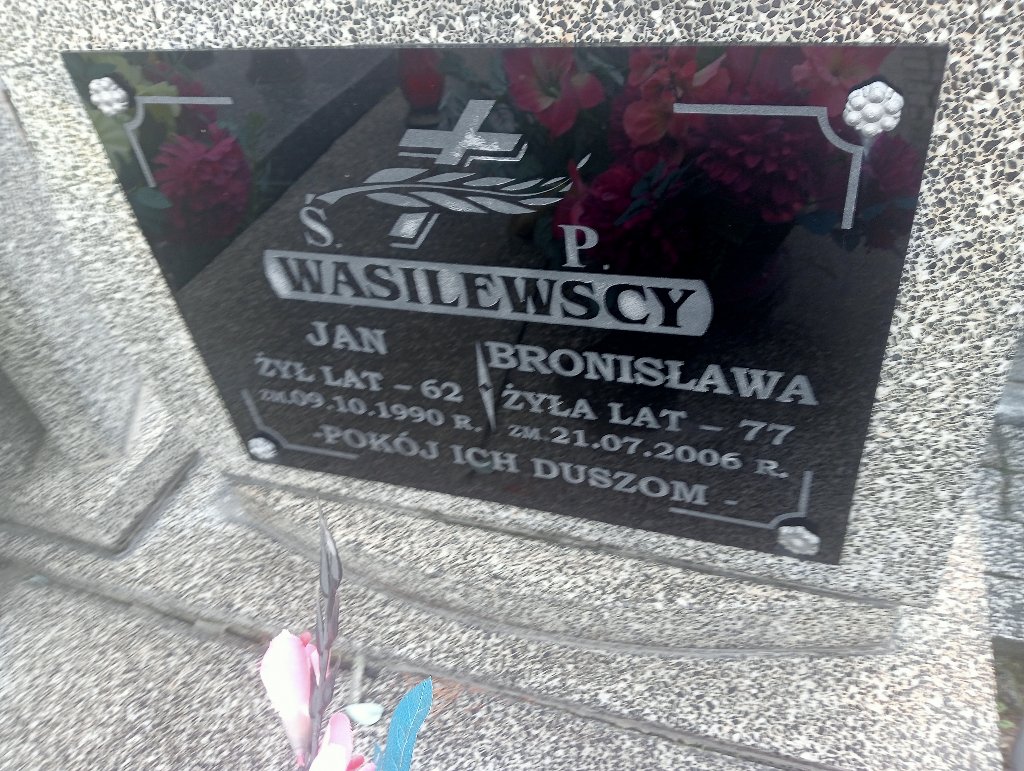 Ś. P.
WASILEWSCY
JAN
ŻYŁ LAT - 62
ZM. 09.10.1990 R.
BRONISŁAWA
ŻYŁA LAT - 77
ZM. 21.07.2006 R.
-POKÓJ ICH DUSZOM -